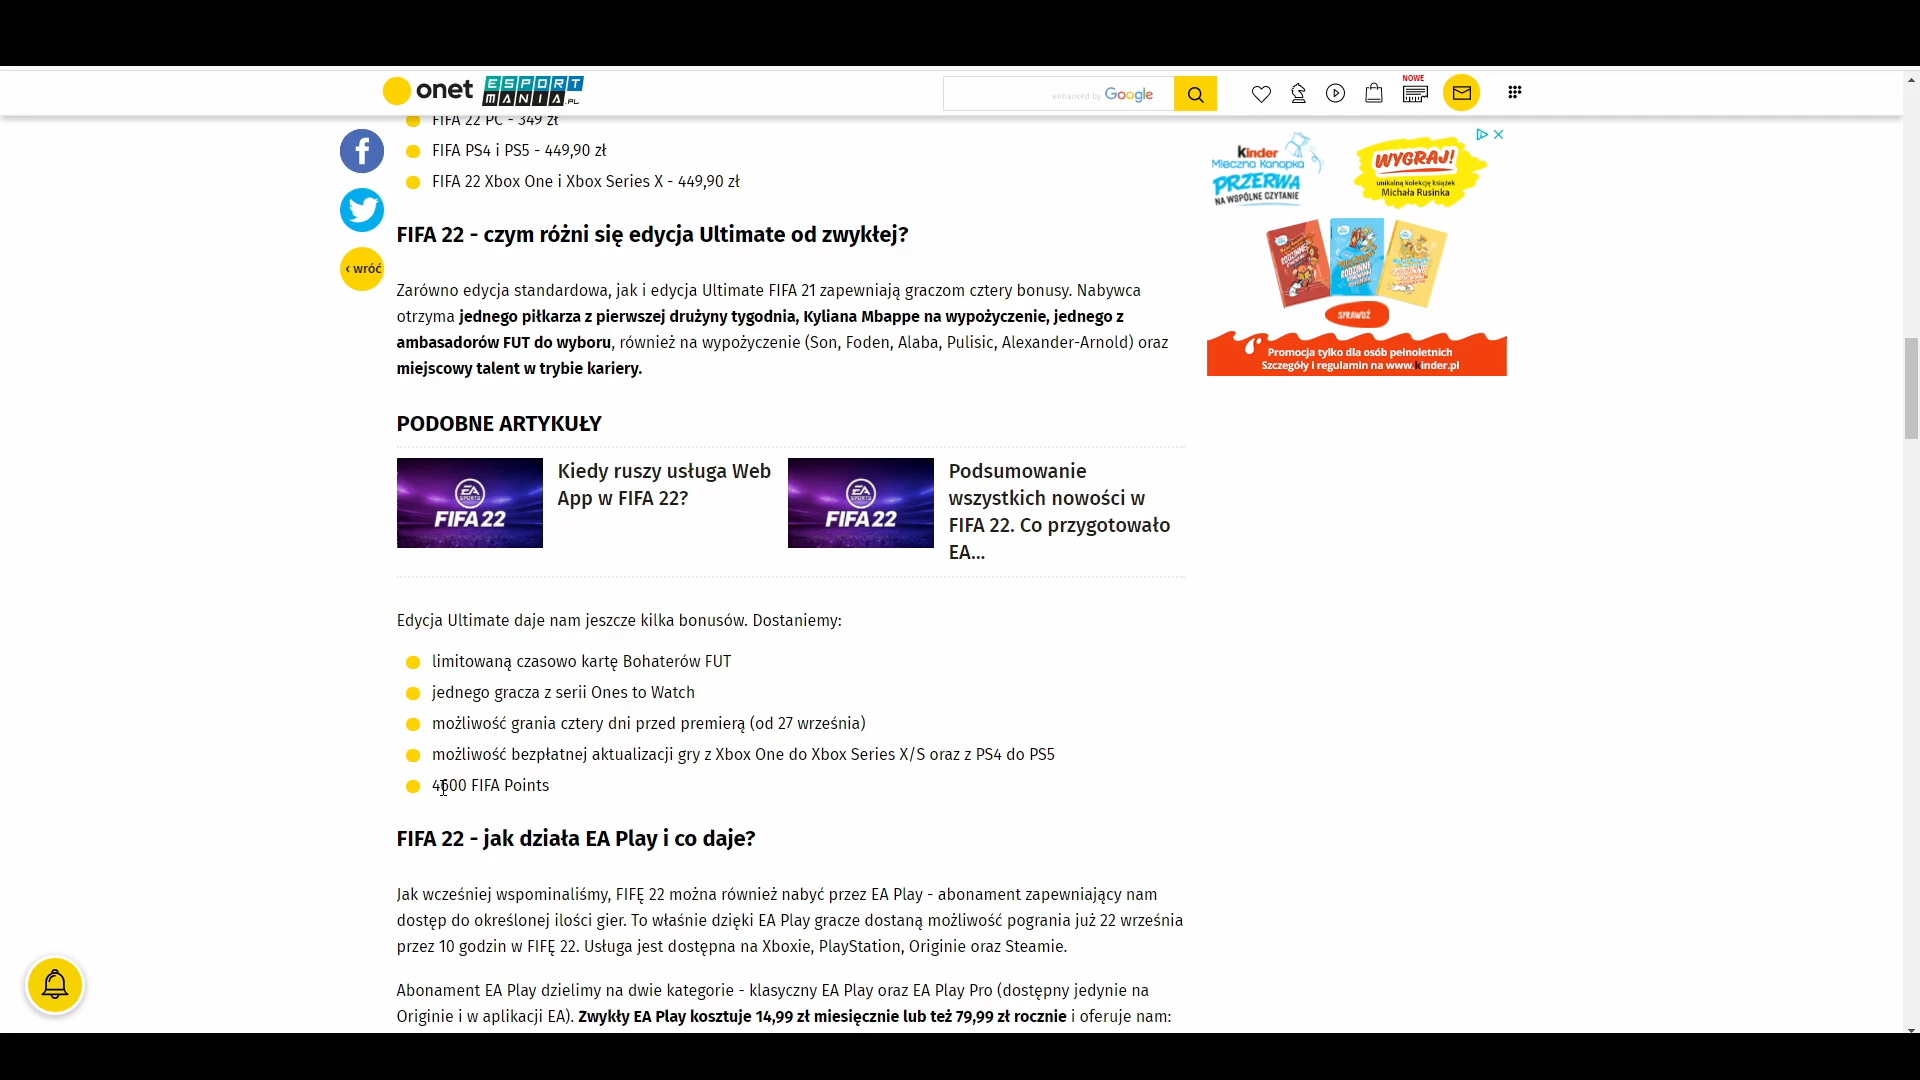 onet ESPORT MANIA.PL
enhanced by Google
NOWE
FIFA 22 PC - 349 zł
FIFA PS4 i PS5 - 449,90 zł
FIFA 22 Xbox One i Xbox Series X - 449,90 zł
‹ wróć
FIFA 22 - czym różni się edycja Ultimate od zwykłej?
Zarówno edycja standardowa, jak i edycja Ultimate FIFA 21 zapewniają graczom cztery bonusy. Nabywca
otrzyma jednego piłkarza z pierwszej drużyny tygodnia, Kyliana Mbappe na wypożyczenie, jednego z
ambasadorów FUT do wyboru, również na wypożyczenie (Son, Foden, Alaba, Pulisic, Alexander-Arnold) oraz
miejscowy talent w trybie kariery.
PODOBNE ARTYKUŁY
EA SPORTS
FIFA 22
Kiedy ruszy usługa Web
App w FIFA 22?
EA SPORTS
FIFA 22
Podsumowanie
wszystkich nowości w
FIFA 22. Co przygotowało
EA...
Edycja Ultimate daje nam jeszcze kilka bonusów. Dostaniemy:
limitowaną czasowo kartę Bohaterów FUT
jednego gracza z serii Ones to Watch
możliwość grania cztery dni przed premierą (od 27 września)
możliwość bezpłatnej aktualizacji gry z Xbox One do Xbox Series X/S oraz z PS4 do PS5
4600 FIFA Points
FIFA 22 - jak działa EA Play i co daje?
Jak wcześniej wspominaliśmy, FIFĘ 22 można również nabyć przez EA Play - abonament zapewniający nam
dostęp do określonej ilości gier. To właśnie dzięki EA Play gracze dostaną możliwość pogrania już 22 września
przez 10 godzin w FIFĘ 22. Usługa jest dostępna na Xboxie, PlayStation, Originie oraz Steamie.
Abonament EA Play dzielimy na dwie kategorie - klasyczny EA Play oraz EA Play Pro (dostępny jedynie na
Originie i w aplikacji EA). Zwykły EA Play kosztuje 14,99 zł miesięcznie lub też 79,99 zł rocznie i oferuje nam:
kinder
Mleczna Kanapka
PRZERWA
NA WSPÓLNE CZYTANIE
WYGRAJ!
unikalną kolekcję książek
Michała Rusinka
SPRAWDŹ
Promocja tylko dla osób pełnoletnich
Szczegóły i regulamin na www.kinder.pl